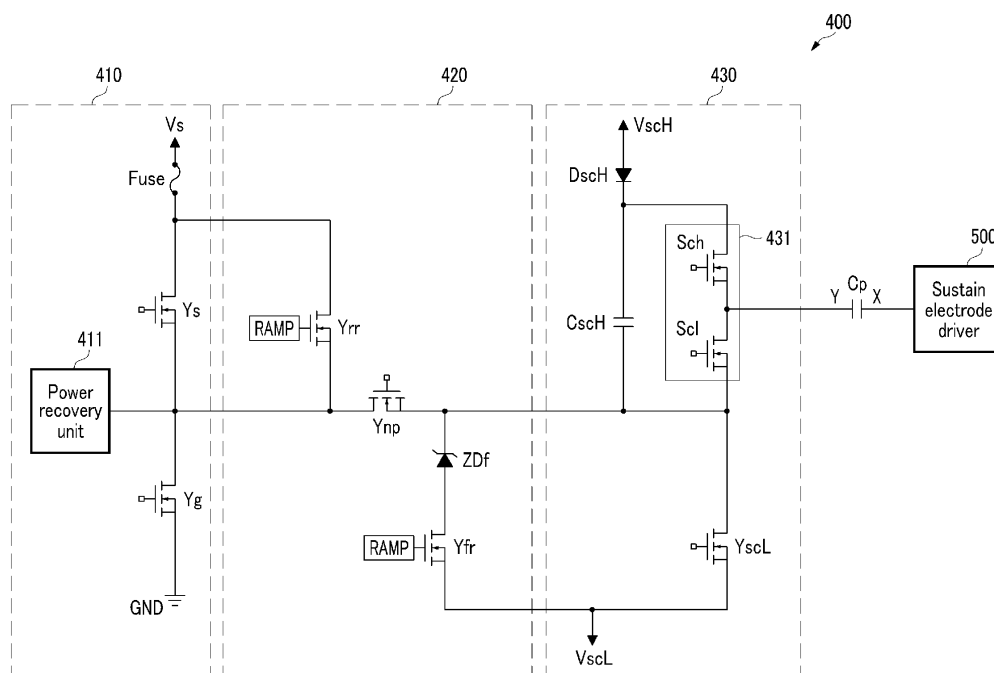 400
410
420
430
Vs
VscH
Fuse
DscH
431
Sch
500
Ys
RAMP
Yrr
CscH
Scl
Y
Cp
X
Sustain
electrode
driver
411
Power
recovery
unit
Ynp
ZDf
Yg
RAMP
Yfr
YscL
GND
VscL